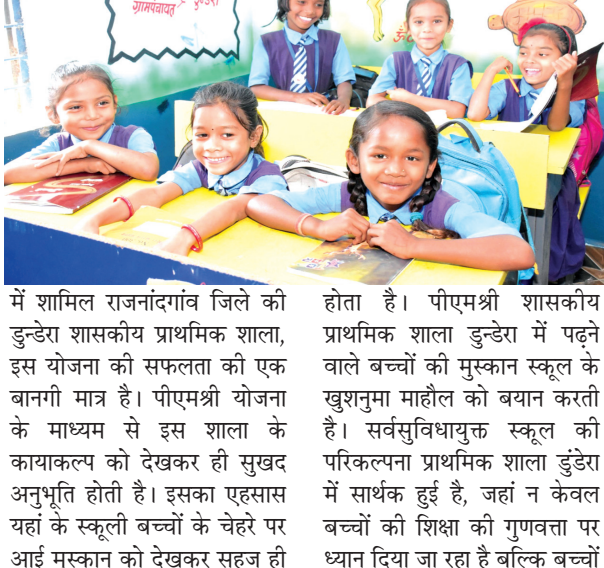 ग्रामपंचायत
में शामिल राजनांदगांव जिले की
डुन्डेरा शासकीय प्राथमिक शाला,
इस योजना की सफलता की एक
बानगी मात्र है। पीएमश्री योजना
के माध्यम से इस शाला के
कायाकल्प को देखकर ही सुखद
अनुभूति होती है। इसका एहसास
यहां के स्कूली बच्चों के चेहरे पर
आई मुस्कान को देखकर सहज ही
होता है। पीएमश्री शासकीय
प्राथमिक शाला डुन्डेरा में पढ़ने
वाले बच्चों की मुस्कान स्कूल के
खुशनुमा माहौल को बयान करती
है। सर्वसुविधायुक्त स्कूल की
परिकल्पना प्राथमिक शाला डुंडेरा
में सार्थक हुई है, जहां न केवल
बच्चों की शिक्षा की गुणवत्ता पर
ध्यान दिया जा रहा है बल्कि बच्चों